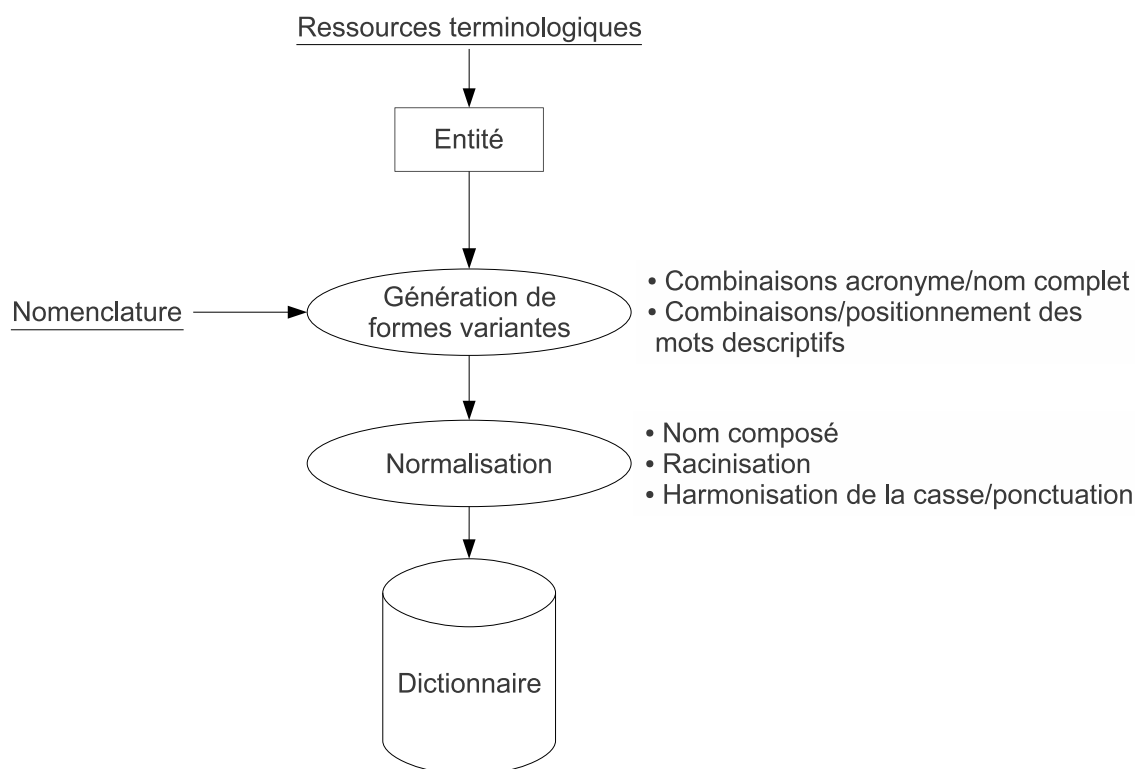 Ressources terminologiques
Entité
Génération de
formes variantes
• Combinaisons acronyme/nom complet
• Combinaisons/positionnement des
mots descriptifs
Nomenclature
Normalisation
• Nom composé
• Racinisation
• Harmonisation de la casse/ponctuation
Dictionnaire